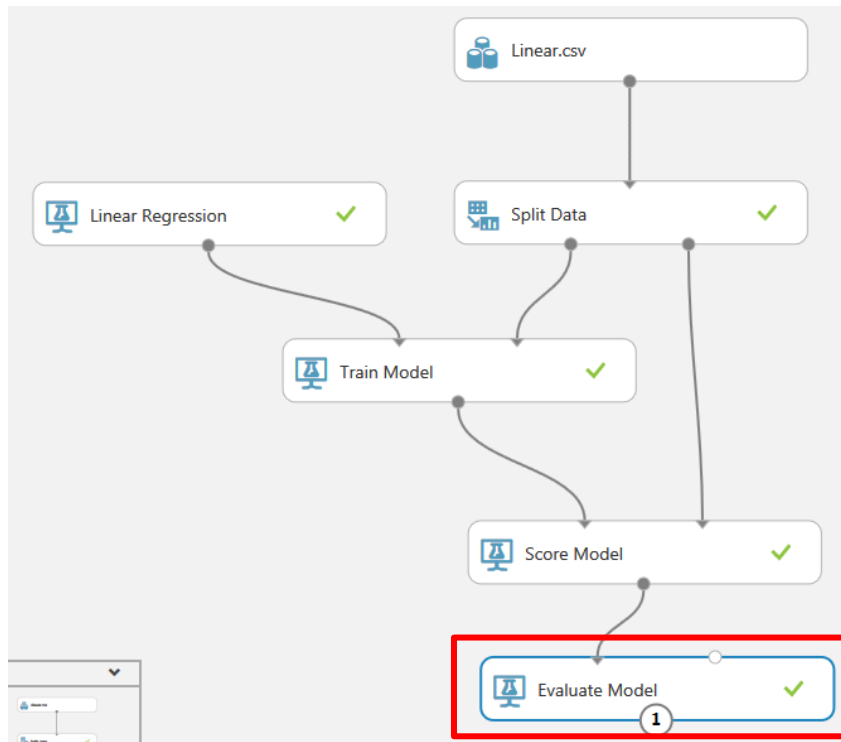 Linear.csv
Linear Regression
Split Data
Train Model
Score Model
Evaluate Model
1